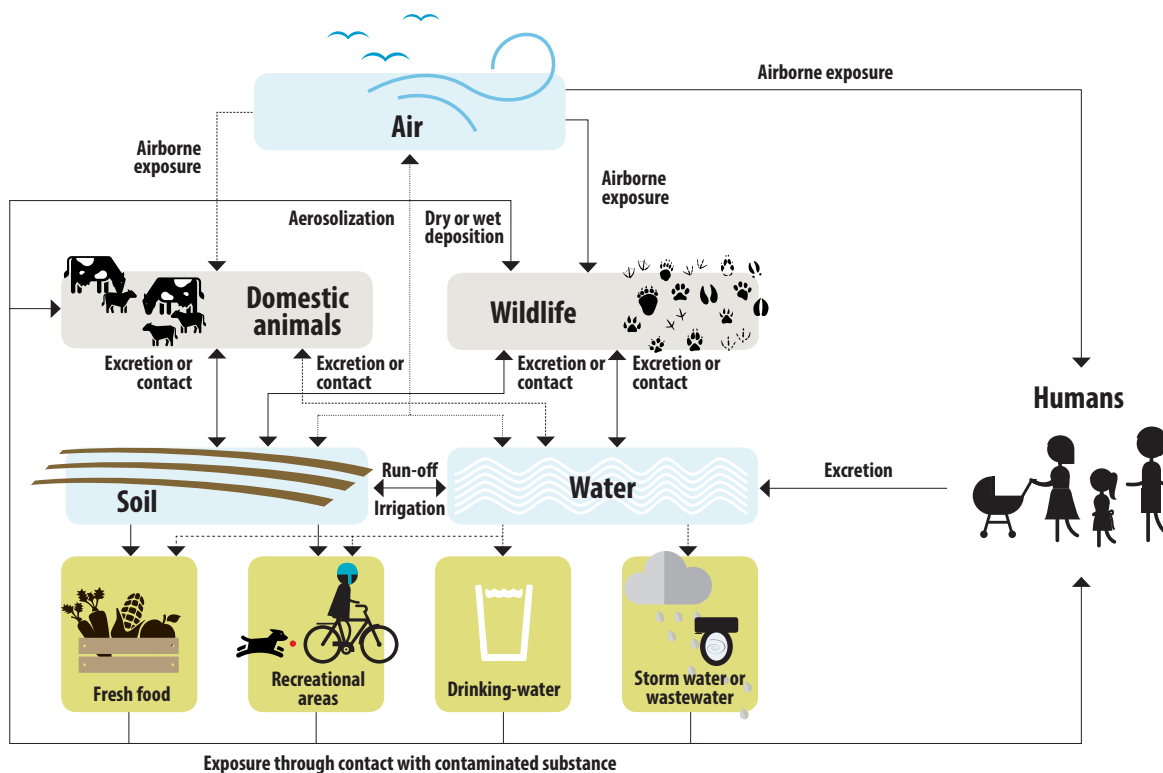 Airborne exposure
Air
Airborne
exposure
Airborne
exposure
Aerosolization
Dry or wet
deposition
Domestic
animals
Wildlife
Excretion or
contact
Excretion or
contact
Excretion or
contact
Excretion or
contact
Humans
Soil
Run-off
Irrigation
Water
Excretion
Fresh food
Recreational
areas
Drinking-water
Storm water or
wastewater
Exposure through contact with contaminated substance